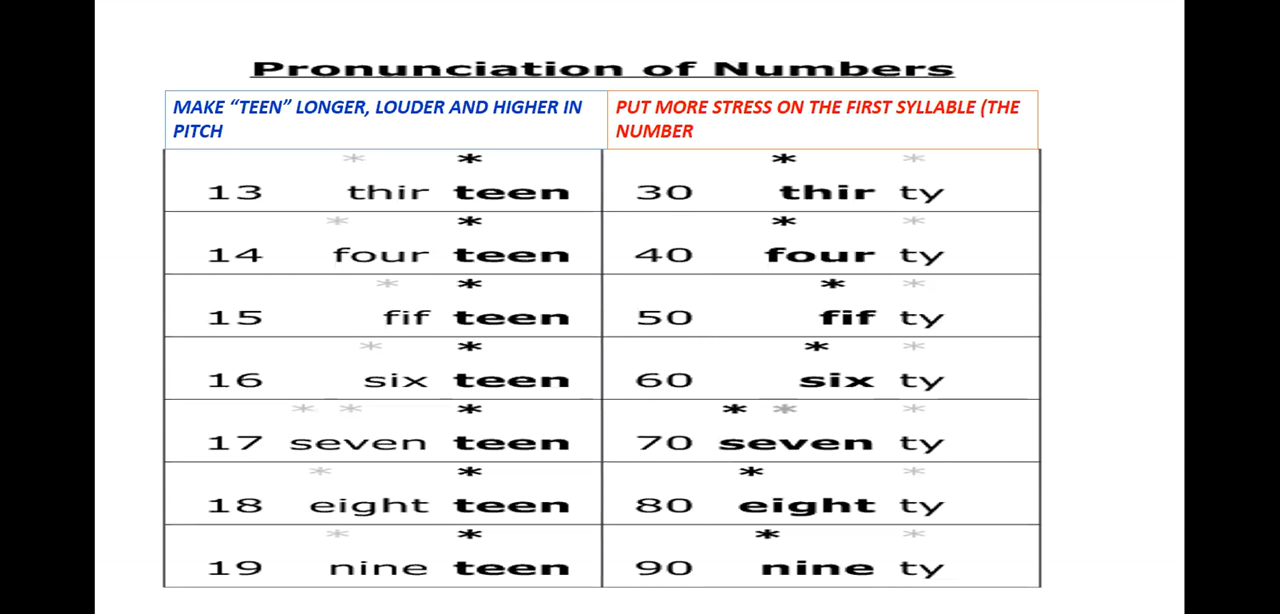 Pronunciation of Numbers
MAKE “TEEN” LONGER, LOUDER AND HIGHER IN
PITCH
PUT MORE STRESS ON THE FIRST SYLLABLE (THE
NUMBER
* * * *
13 thir teen 30 thir ty
* * * *
14 four teen 40 four ty
* * * *
15 fif teen 50 fif ty
* * * *
16 six teen 60 six ty
* * * * * *
17 seven teen 70 seven ty
* * * *
18 eight teen 80 eight ty
* * * *
19 nine teen 90 nine ty